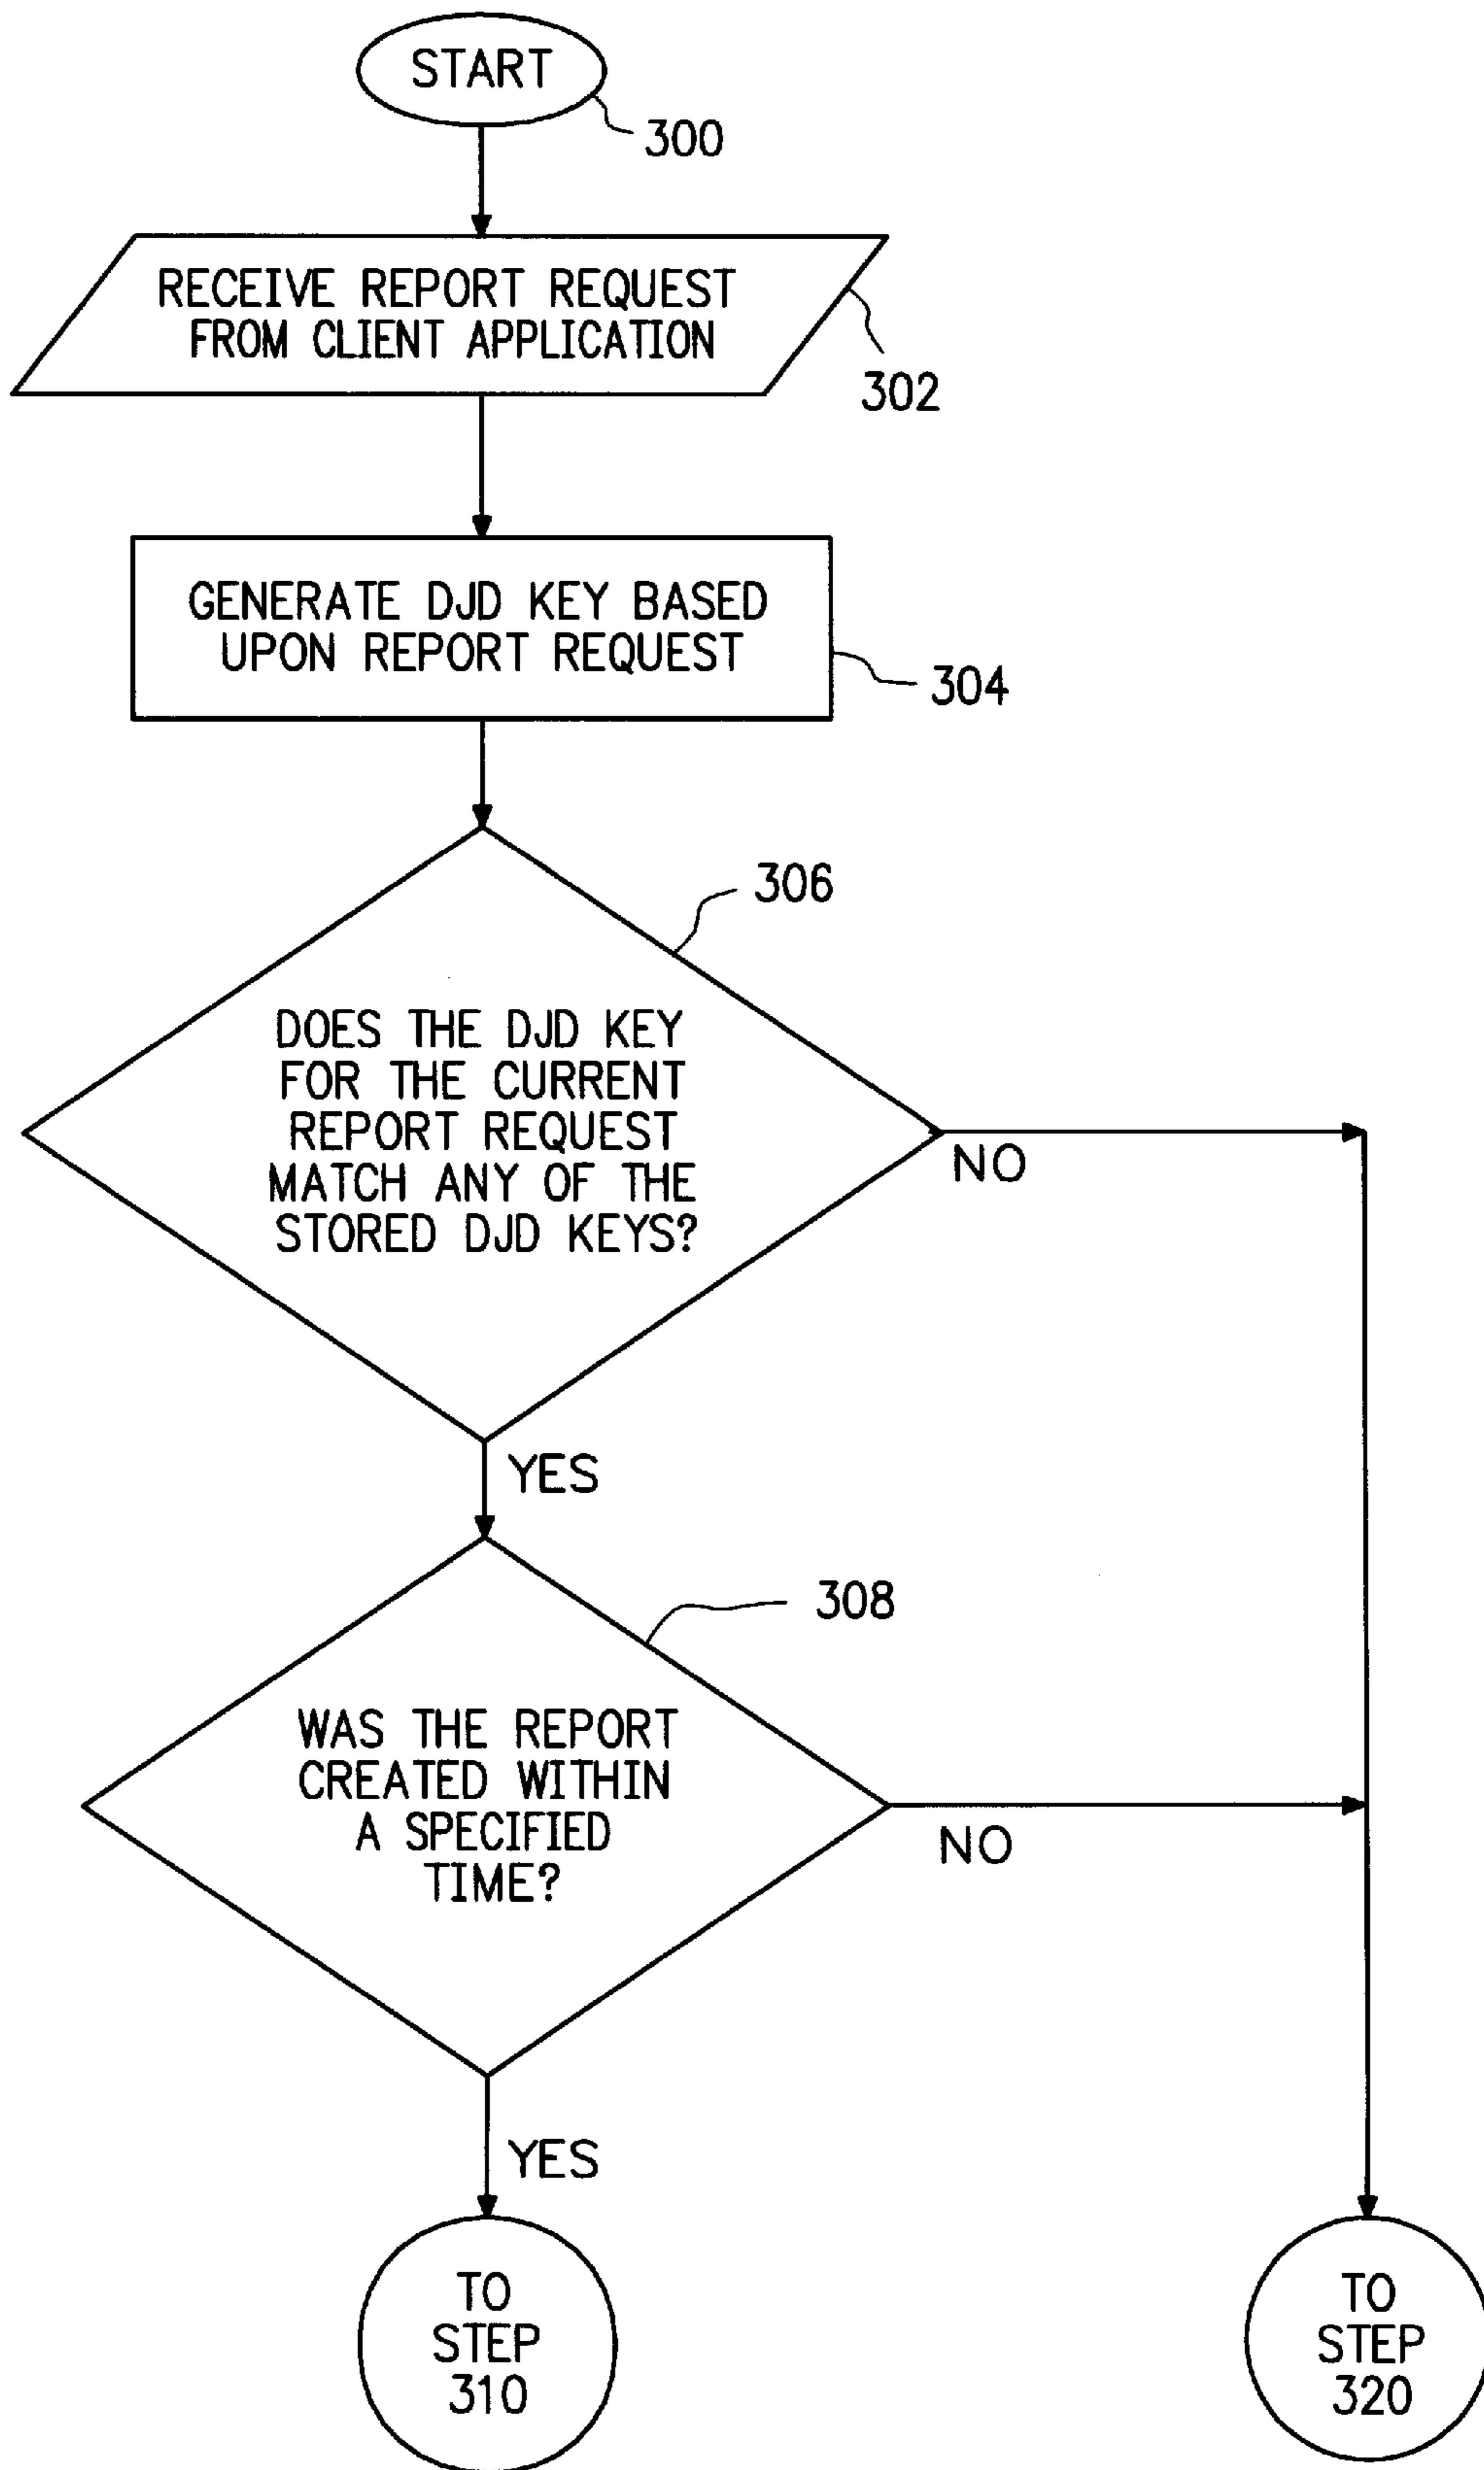 START
300
RECEIVE REPORT REQUEST
FROM CLIENT APPLICATION
302
GENERATE DJD KEY BASED
UPON REPORT REQUEST
304
306
DOES THE DJD KEY
FOR THE CURRENT
REPORT REQUEST
MATCH ANY OF THE
STORED DJD KEYS?
NO
YES
308
WAS THE REPORT
CREATED WITHIN
A SPECIFIED
TIME?
NO
YES
TO
STEP
310
TO
STEP
320